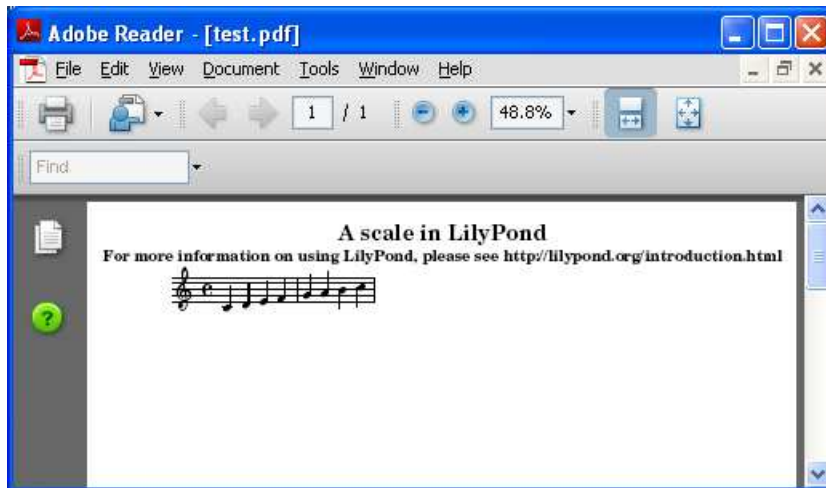 Adobe Reader - [test.pdf]
File Edit View Document Tools Window Help
1 / 1 48.8%
Find
A scale in LilyPond
For more information on using LilyPond, please see http://lilypond.org/introduction.html